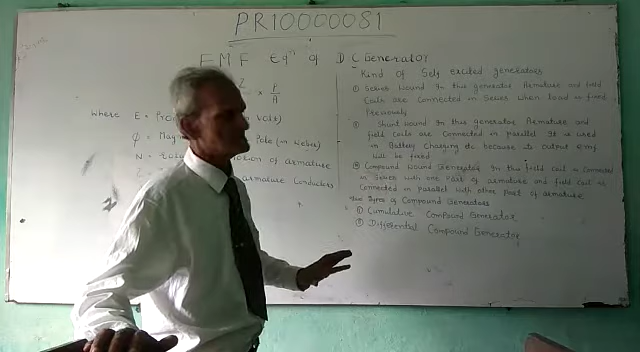 PR10000081
EMF Eqn of DC Generator
Z
× P/A
Where E =
Volt)
φ =
Pole (in Weber)
N =
of armature
armature Conductors
Kind of Self excited generators
① Series Wound In this generator Armature and field
Coils are Connected in Series when load is fixed
Previously
② Shunt Wound In this generator Armature and
field coils are Connected in parallel It is used
in Battery Charging etc because its output emf
will be fixed
③ Compound Wound Generator In this field Coil is Connected
in Series with one Part of armature and field Coil is
Connected in parallel with other part of armature
Two Types of Compound Generators
① Cumulative Compound Generator
② Differential Compound Generator